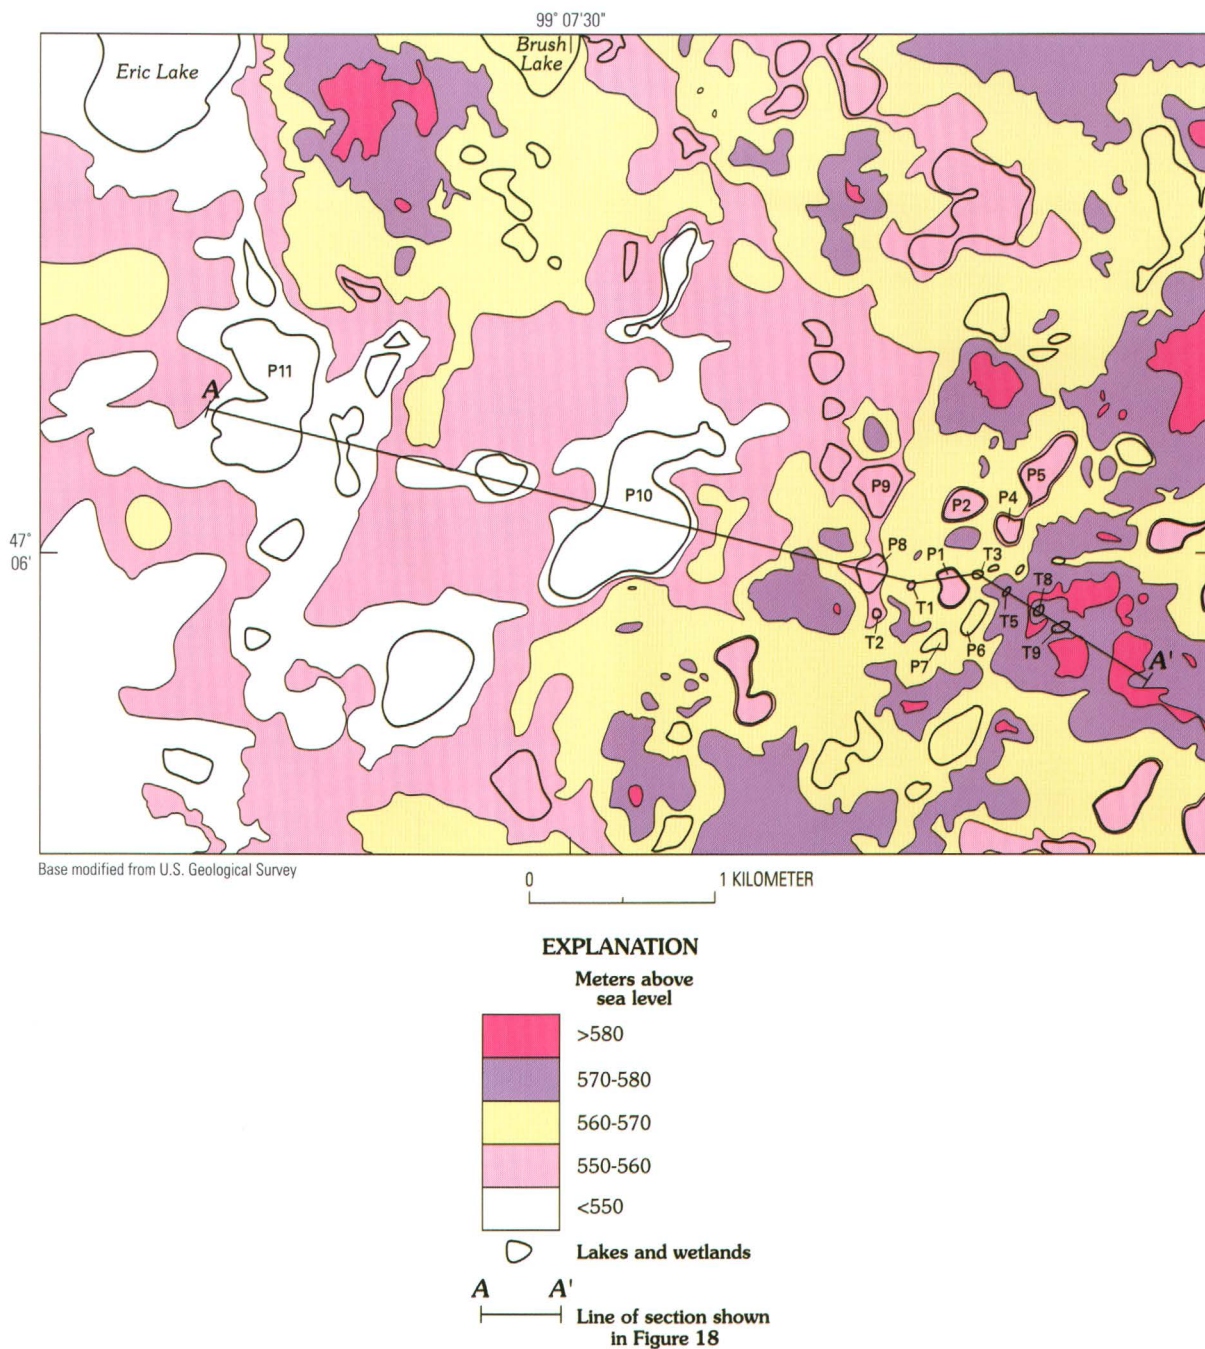 99° 07'30"
Eric Lake
Brush
Lake
P11
A
P10
P9
P5
P2
P4
47°
06'
P8
P1
T3
T1
T8
T5
T2
P6
T9
P7
A'
Base modified from U.S. Geological Survey
0 1 KILOMETER
EXPLANATION
Meters above
sea level
>580
570-580
560-570
550-560
<550
Lakes and wetlands
A A'
Line of section shown
in Figure 18